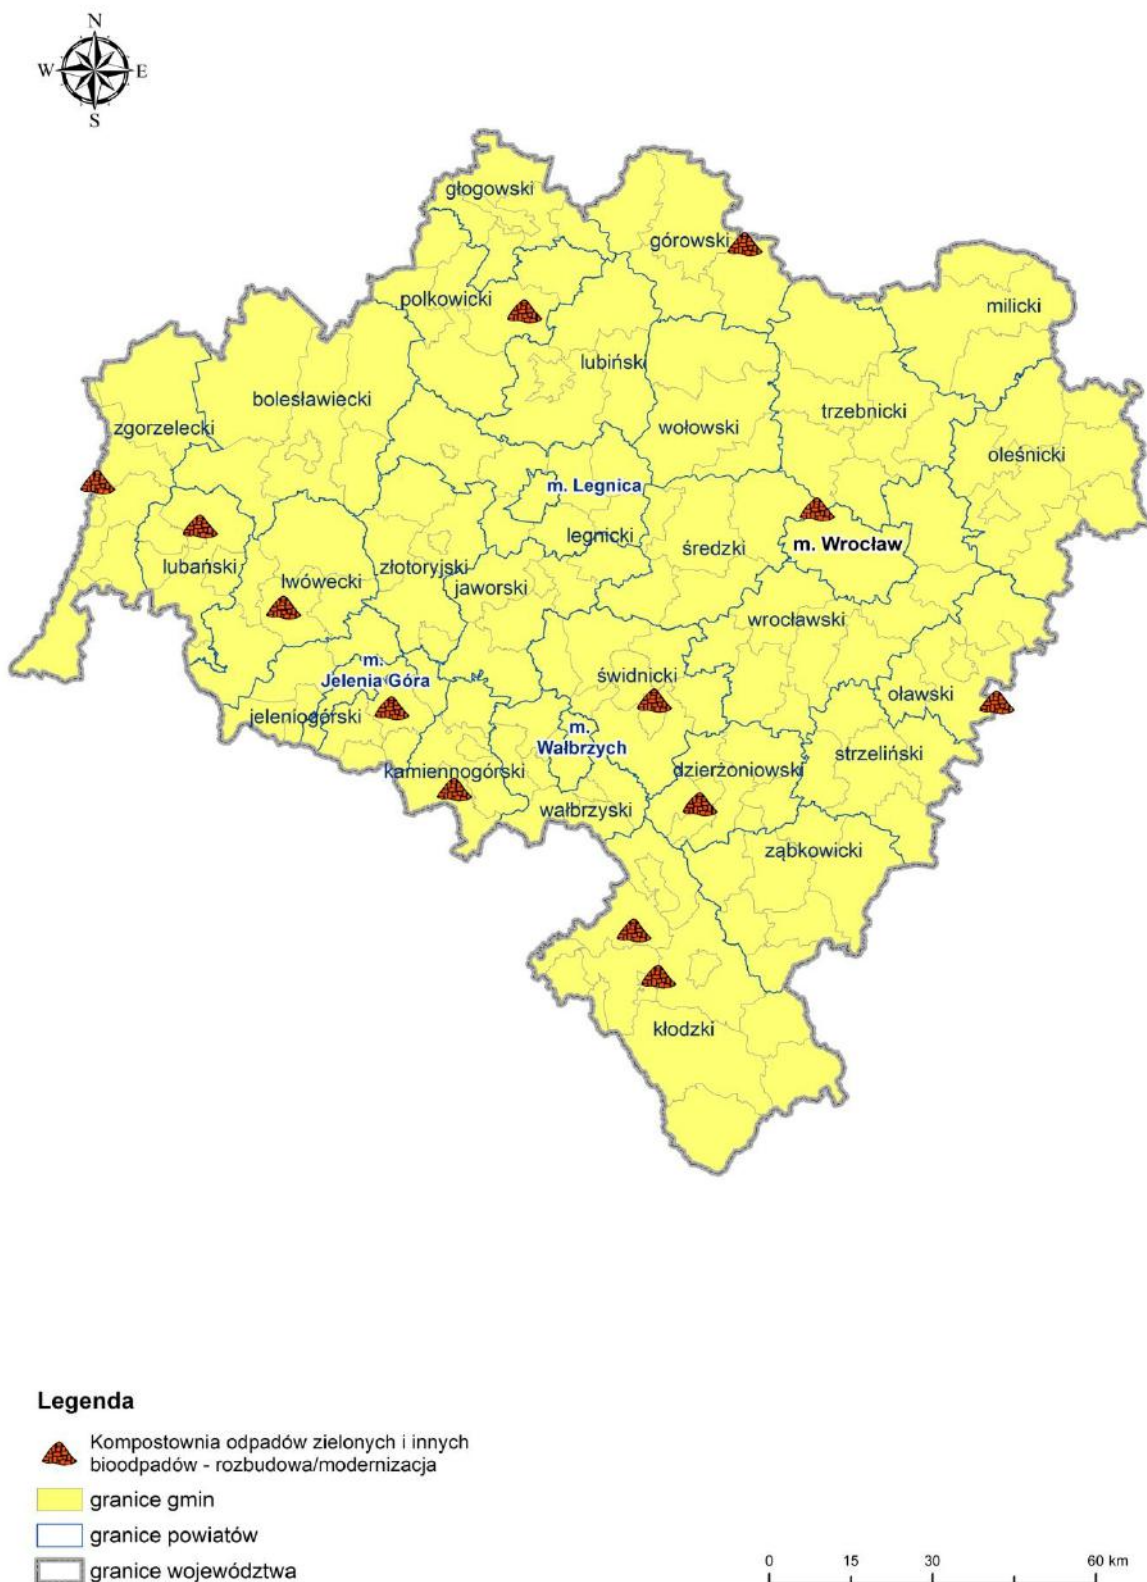 N
W E
S
głogowski
górowski
milicki
polkowicki
lubiński
bolesławiecki
trzebnicki
zgorzelecki
wołowski
oleśnicki
m. Legnica
legnicki
średzki
m. Wrocław
lubański
lwówecki
złotoryjski
jaworski
wrocławski
m.
Jelenia Góra
świdnicki
oławski
jeleniogórski
m.
Wałbrzych
strzeliński
kamiennogórski
dzierżoniowski
wałbrzyski
ząbkowicki
kłodzki
Legenda
Kompostownia odpadów zielonych i innych
bioodpadów - rozbudowa/modernizacja
granice gmin
granice powiatów
granice województwa
0 15 30 60 km